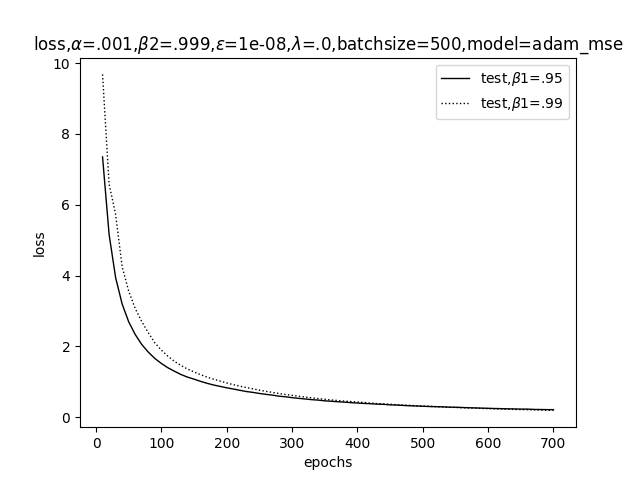 loss,α=.001,β2=.999,ε=1e-08,λ=.0,batchsize=500,model=adam_mse
test,β1=.95
test,β1=.99
10
8
6
4
2
0
loss
0 100 200 300 400 500 600 700
epochs